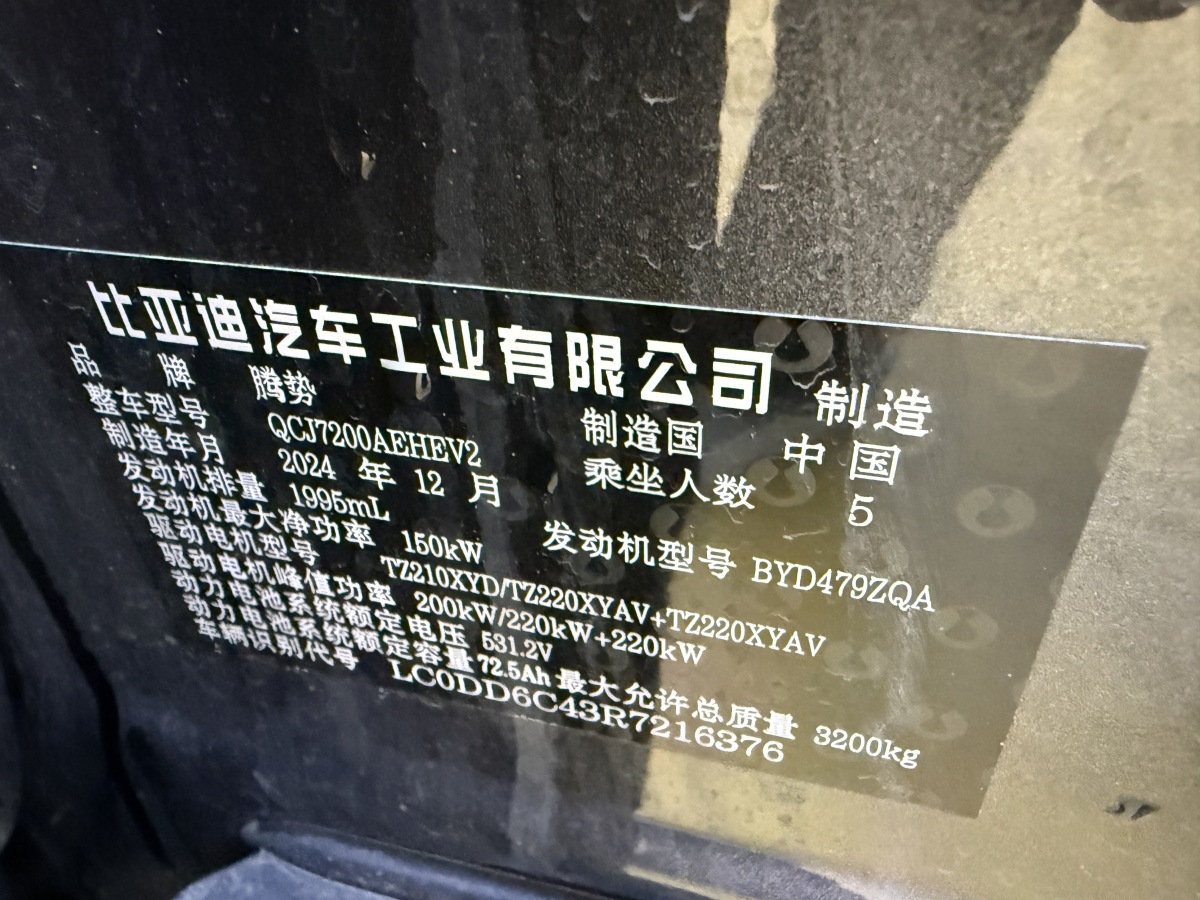 比亚迪汽车工业有限公司 制造
品 牌 腾势 制造国 中国
整车型号 QCJ7200AEHEV2 乘坐人数 5
制造年月 2024 年 12 月
发动机排量 1995mL 发动机型号 BYD479ZQA
发动机最大净功率 150kW
驱动电机型号 TZ210XYD/TZ220XYAV+TZ220XYAV
驱动电机峰值功率 200kW/220kW+220kW
动力电池系统额定电压 531.2V
动力电池系统额定容量 72.5Ah 最大允许总质量 3200kg
车辆识别代号 LC0DD6C43R7216376